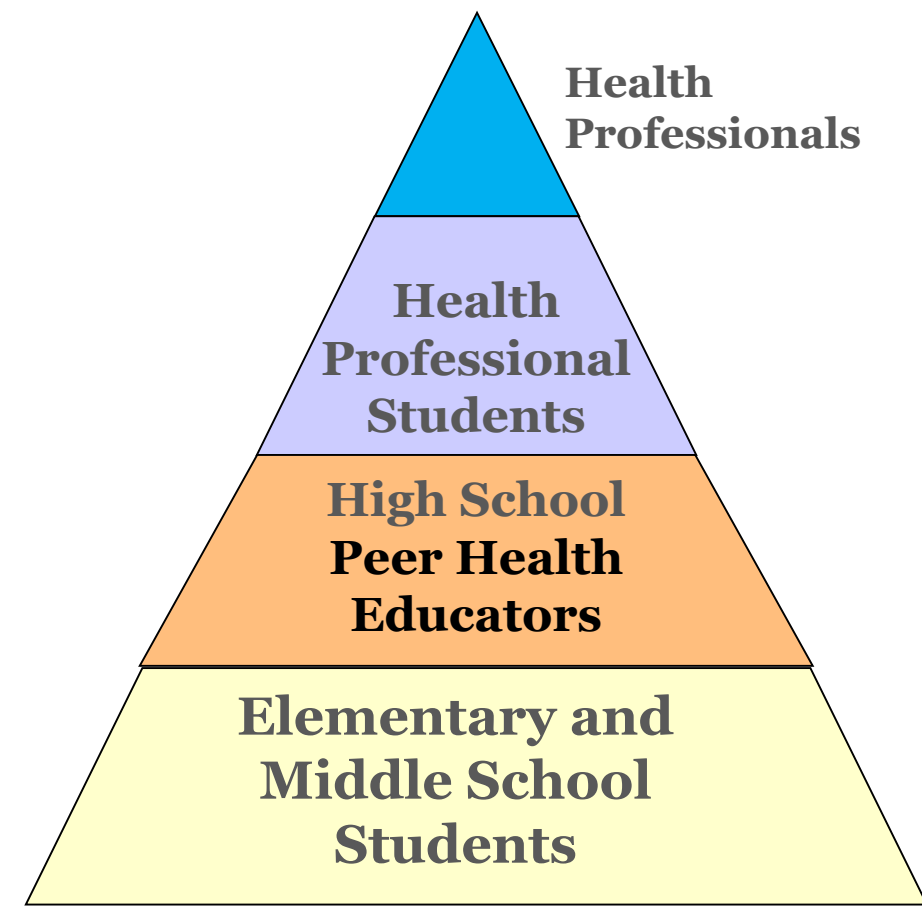 Health
Professionals
Health
Professional
Students
High School
Peer Health
Educators
Elementary and
Middle School
Students